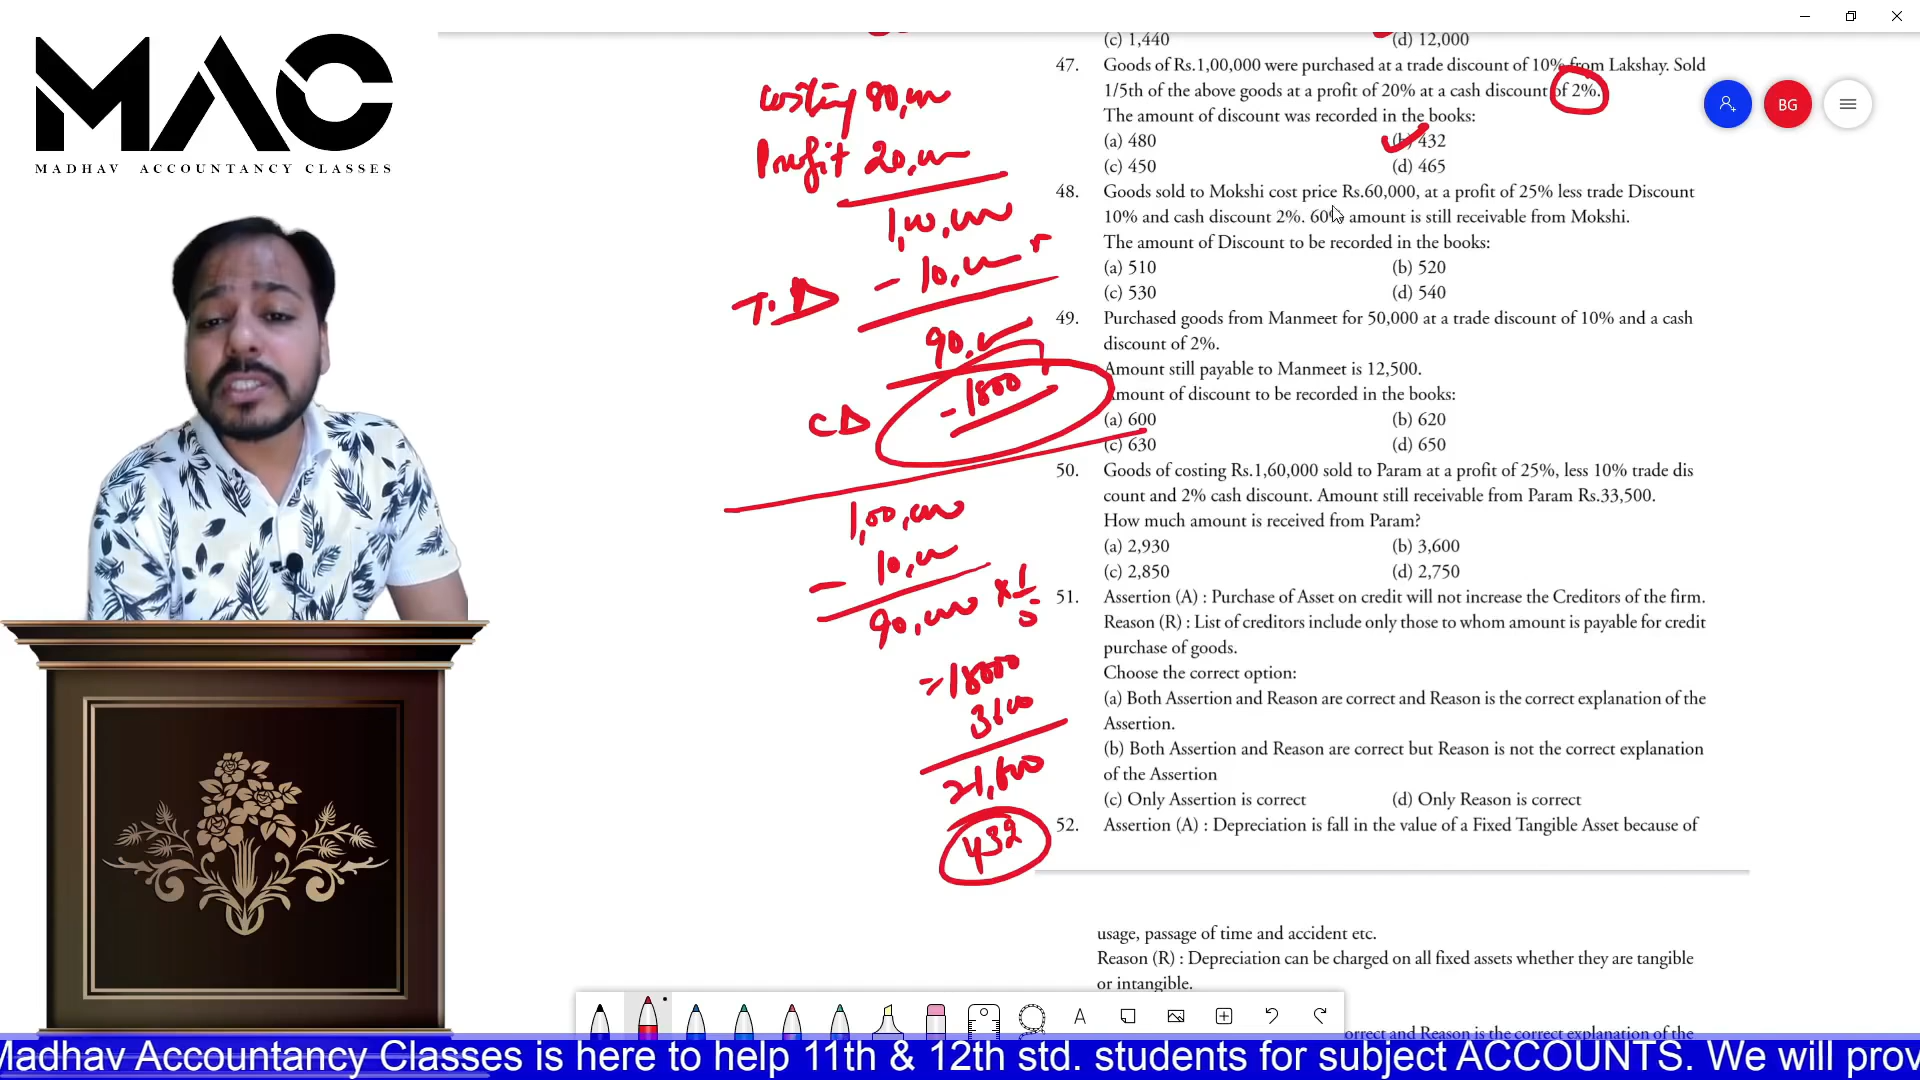 MAC
MADHAV ACCOUNTANCY CLASSES
costing 80,000
Profit 20,000
1,00,000
T.D - 10,000
90,000
CD - 1800
1,00,000
- 10,000
90,000 x 1/5
= 18000
3600
21,600
432
(c) 1,440 (d) 12,000
47. Goods of Rs.1,00,000 were purchased at a trade discount of 10% from Lakshay. Sold
1/5th of the above goods at a profit of 20% at a cash discount of 2%.
The amount of discount was recorded in the books:
(a) 480 (b) 432
(c) 450 (d) 465
48. Goods sold to Mokshi cost price Rs.60,000, at a profit of 25% less trade Discount
10% and cash discount 2%. 60% amount is still receivable from Mokshi.
The amount of Discount to be recorded in the books:
(a) 510 (b) 520
(c) 530 (d) 540
49. Purchased goods from Manmeet for 50,000 at a trade discount of 10% and a cash
discount of 2%.
Amount still payable to Manmeet is 12,500.
Amount of discount to be recorded in the books:
(a) 600 (b) 620
(c) 630 (d) 650
50. Goods of costing Rs.1,60,000 sold to Param at a profit of 25%, less 10% trade dis
count and 2% cash discount. Amount still receivable from Param Rs.33,500.
How much amount is received from Param?
(a) 2,930 (b) 3,600
(c) 2,850 (d) 2,750
51. Assertion (A) : Purchase of Asset on credit will not increase the Creditors of the firm.
Reason (R) : List of creditors include only those to whom amount is payable for credit
purchase of goods.
Choose the correct option:
(a) Both Assertion and Reason are correct and Reason is the correct explanation of the
Assertion.
(b) Both Assertion and Reason are correct but Reason is not the correct explanation
of the Assertion
(c) Only Assertion is correct (d) Only Reason is correct
52. Assertion (A) : Depreciation is fall in the value of a Fixed Tangible Asset because of
usage, passage of time and accident etc.
Reason (R) : Depreciation can be charged on all fixed assets whether they are tangible
or intangible.
orrect and Reason is the correct explanation of the
BG
A
Madhav Accountancy Classes is here to help 11th & 12th std. students for subject ACCOUNTS. We will prov